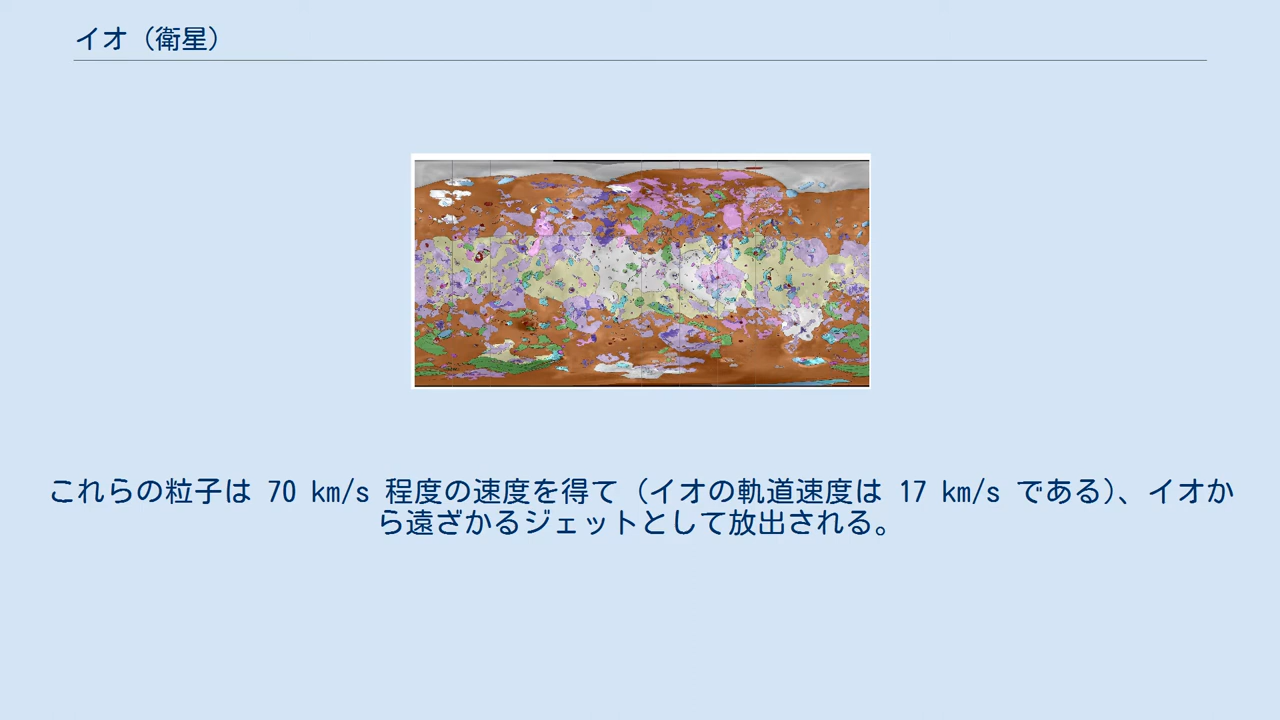 イオ（衛星）
これらの粒子は 70 km/s 程度の速度を得て（イオの軌道速度は 17 km/s である）、イオか
ら遠ざかるジェットとして放出される。